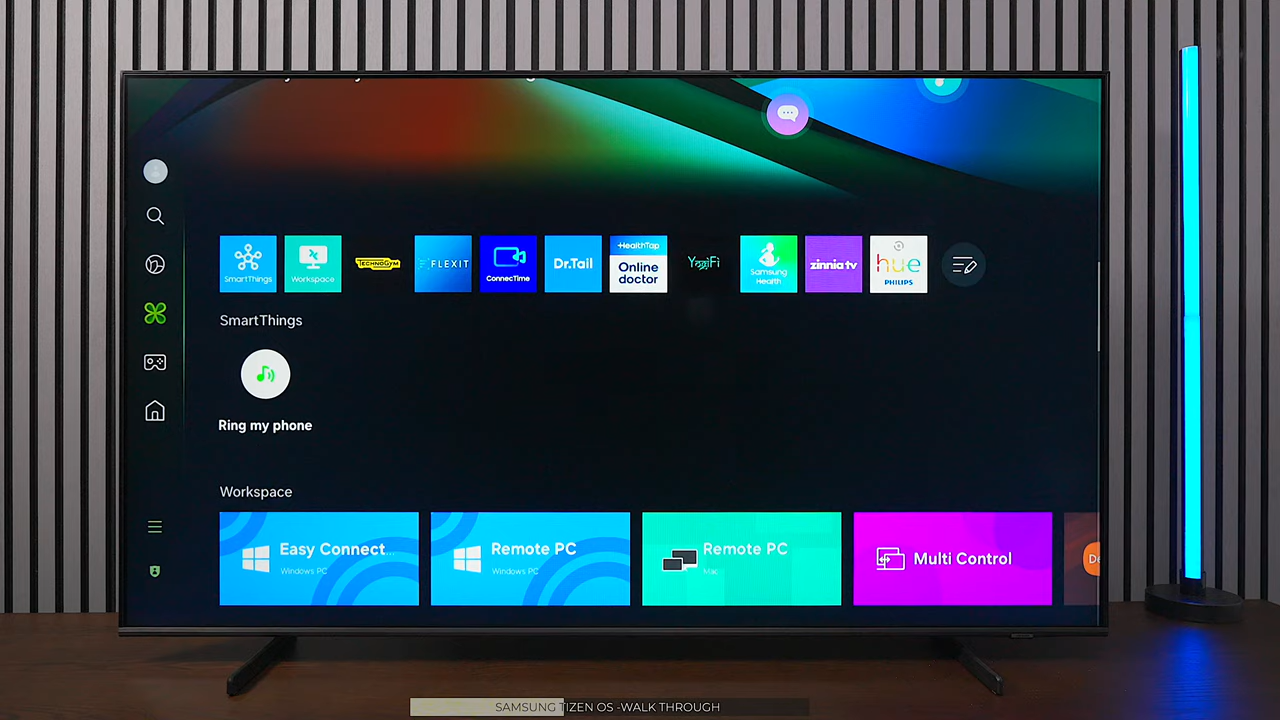 SmartThings
Workspace
TECHNOGYM
FLEXIT
ConnecTime
Dr.Tail
HealthTap
Online
doctor
YogiFi
Samsung
Health
zinnia tv
hue
PHILIPS
SmartThings
Ring my phone
Workspace
Easy Connect...
Windows PC
Remote PC
Windows PC
Remote PC
Mac
Multi Control
De
SAMSUNG TIZEN OS -WALK THROUGH